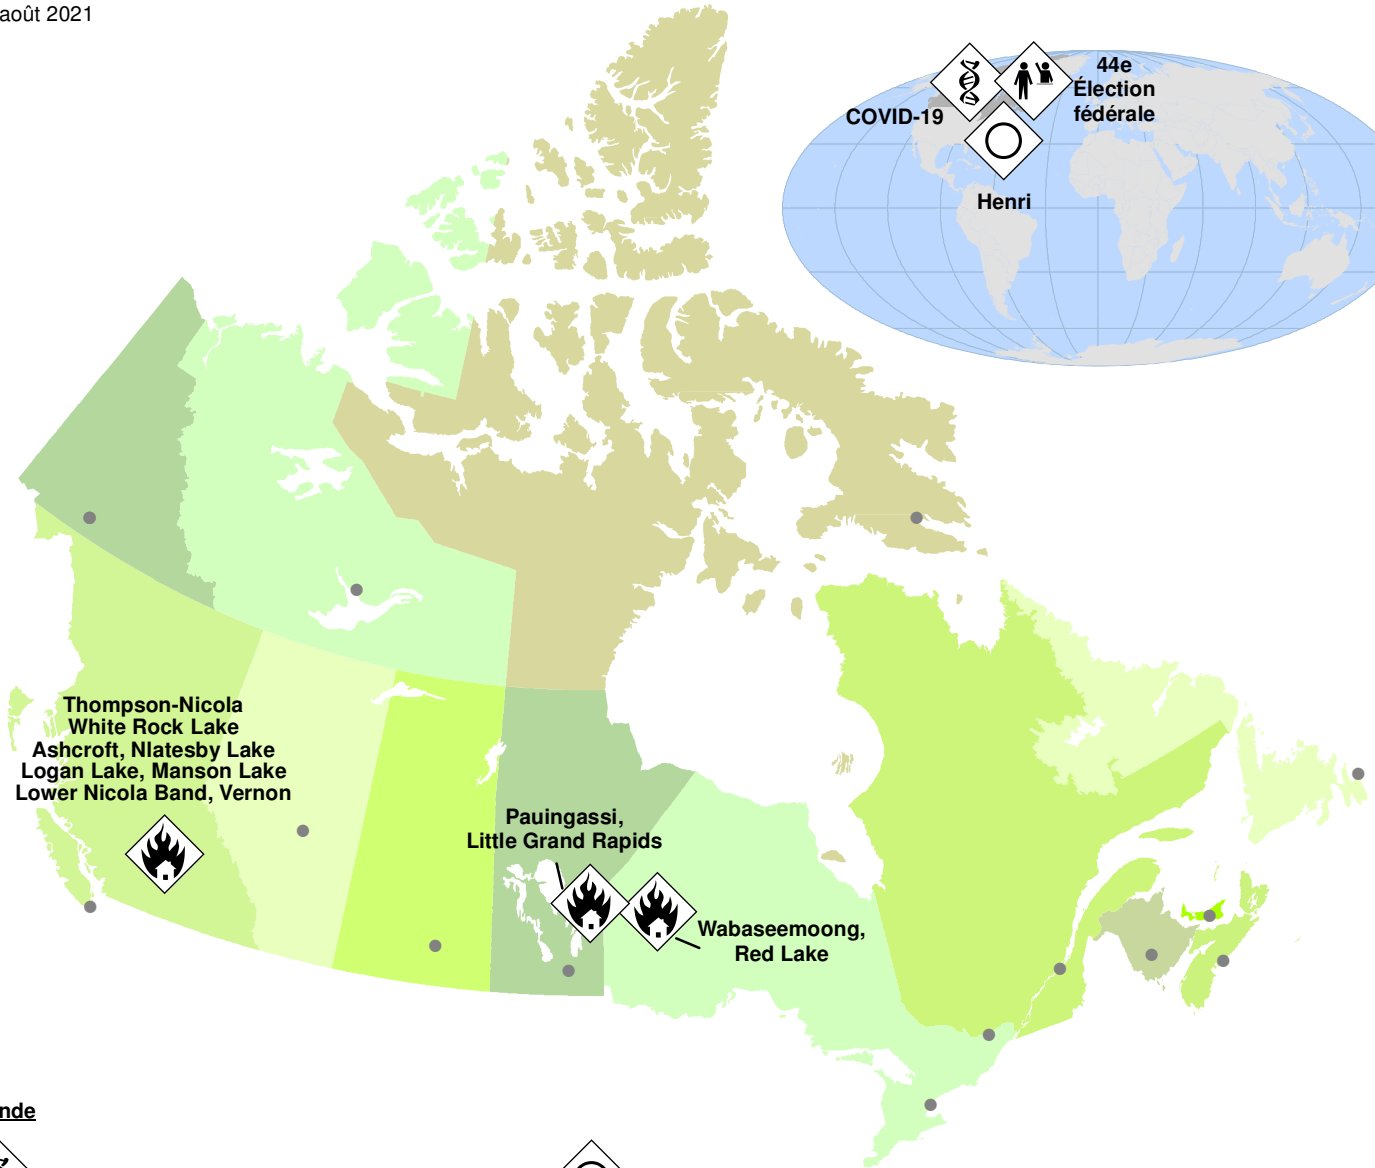 août 2021
44e
Élection
fédérale
COVID-19
Henri
Thompson-Nicola
White Rock Lake
Ashcroft, Nlatesby Lake
Logan Lake, Manson Lake
Lower Nicola Band, Vernon
Pauingassi,
Little Grand Rapids
Wabaseemoong,
Red Lake
nde